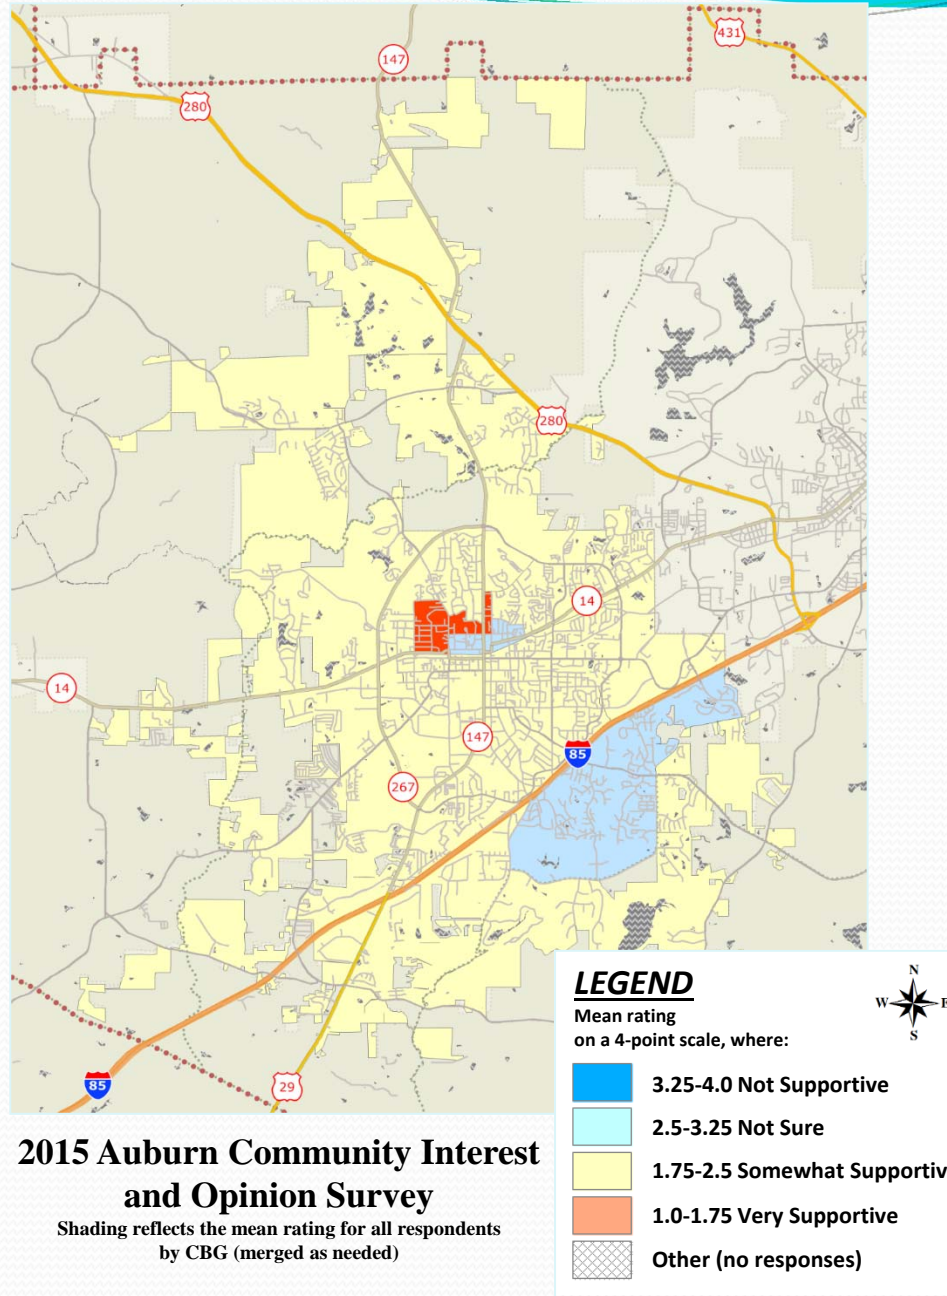 431
147
280
280
14
14
147
85
267
85
29
LEGEND
Mean rating
on a 4-point scale, where:
N
W E
S
3.25-4.0 Not Supportive
2.5-3.25 Not Sure
1.75-2.5 Somewhat Supportiv
1.0-1.75 Very Supportive
Other (no responses)
2015 Auburn Community Interest
and Opinion Survey
Shading reflects the mean rating for all respondents
by CBG (merged as needed)